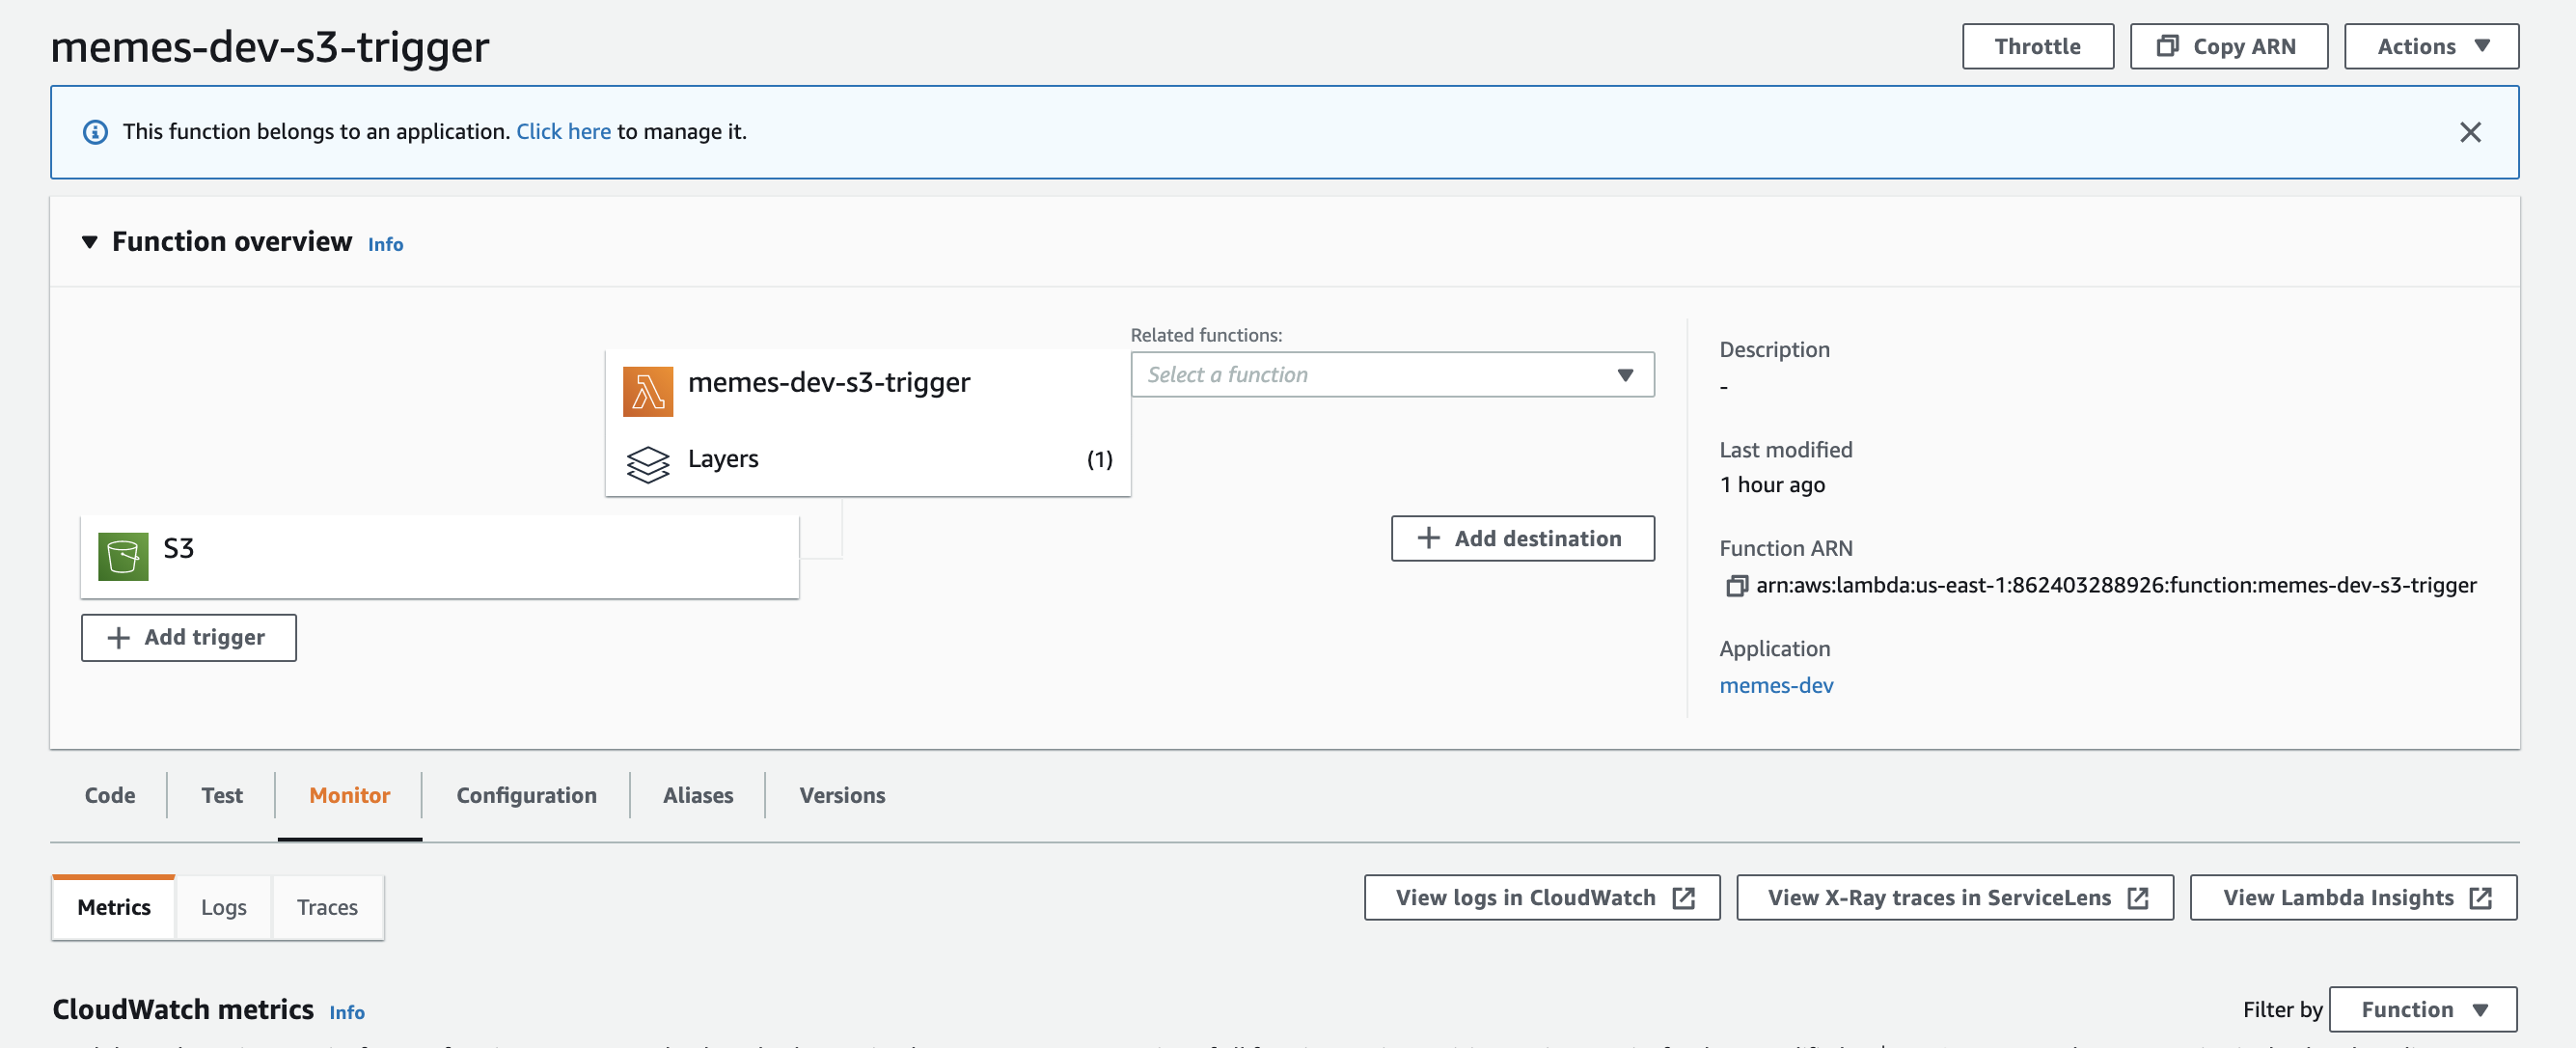 memes-dev-s3-trigger
Throttle
Copy ARN
Actions
This function belongs to an application. Click here to manage it.
Function overview Info
memes-dev-s3-trigger
Layers (1)
Related functions:
Select a function
S3
Add trigger
Add destination
Description
-
Last modified
1 hour ago
Function ARN
arn:aws:lambda:us-east-1:862403288926:function:memes-dev-s3-trigger
Application
memes-dev
Code
Test
Monitor
Configuration
Aliases
Versions
Metrics
Logs
Traces
View logs in CloudWatch
View X-Ray traces in ServiceLens
View Lambda Insights
CloudWatch metrics Info
Filter by Function